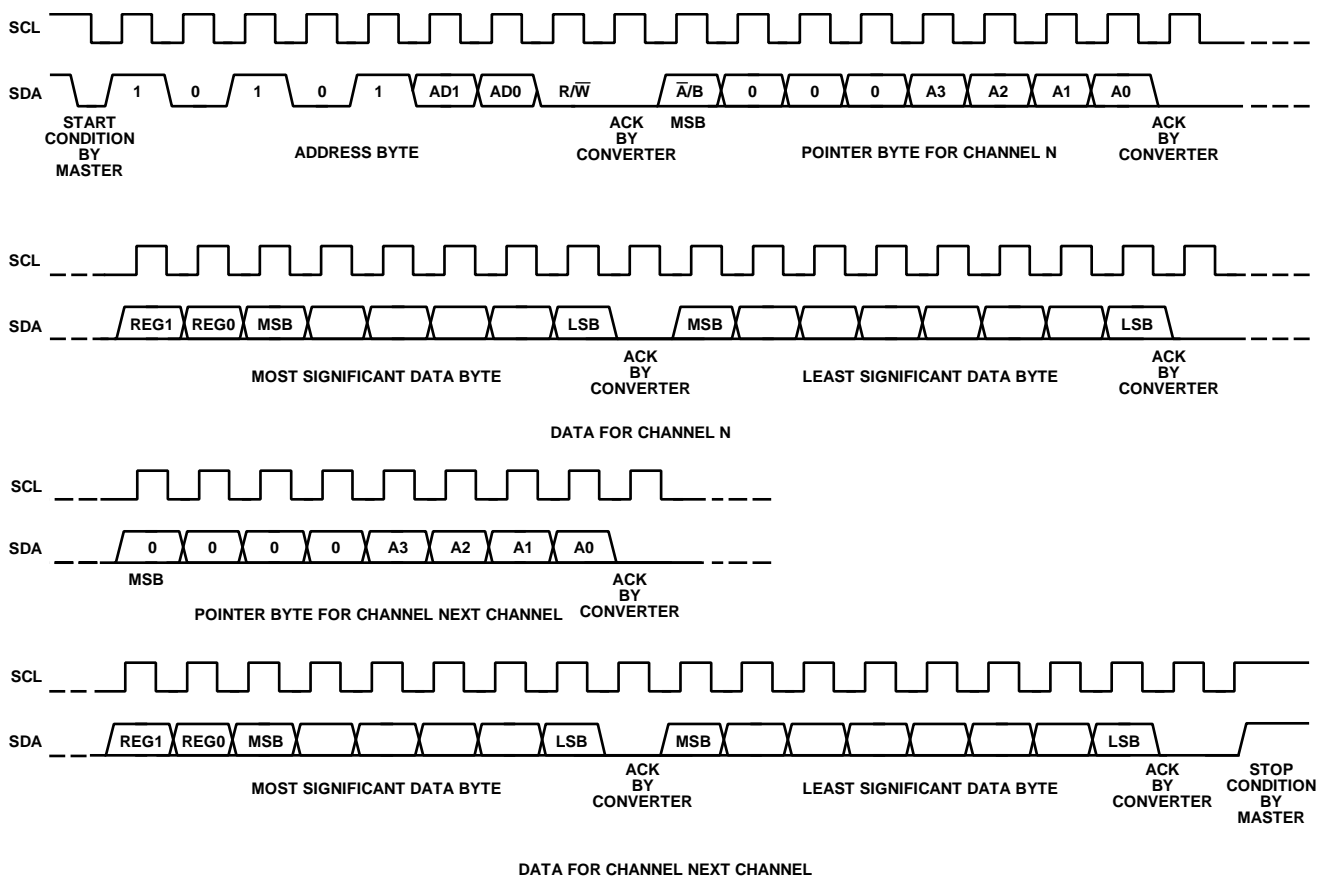 SCL
SDA 1 0 1 0 1 AD1 AD0 R/W̅ A̅/B 0 0 0 A3 A2 A1 A0
START CONDITION BY MASTER
ADDRESS BYTE
ACK BY CONVERTER
MSB
POINTER BYTE FOR CHANNEL N
ACK BY CONVERTER
SCL
SDA REG1 REG0 MSB LSB MSB LSB
MOST SIGNIFICANT DATA BYTE
ACK BY CONVERTER
LEAST SIGNIFICANT DATA BYTE
ACK BY CONVERTER
DATA FOR CHANNEL N
SCL
SDA 0 0 0 0 A3 A2 A1 A0
MSB
POINTER BYTE FOR CHANNEL NEXT CHANNEL
ACK BY CONVERTER
SCL
SDA REG1 REG0 MSB LSB MSB LSB
MOST SIGNIFICANT DATA BYTE
ACK BY CONVERTER
LEAST SIGNIFICANT DATA BYTE
ACK BY CONVERTER
STOP CONDITION BY MASTER
DATA FOR CHANNEL NEXT CHANNEL